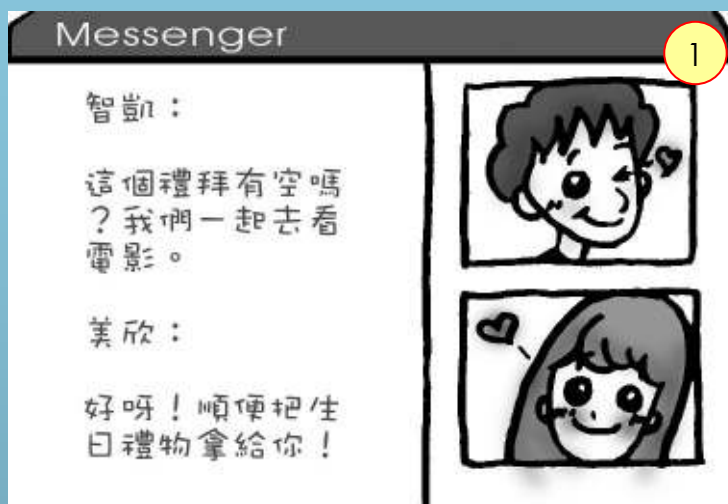 Messenger
1
智凱：
這個禮拜有空嗎
？我們一起去看
電影。
美欣：
好呀！順便把生
日禮物拿給你！